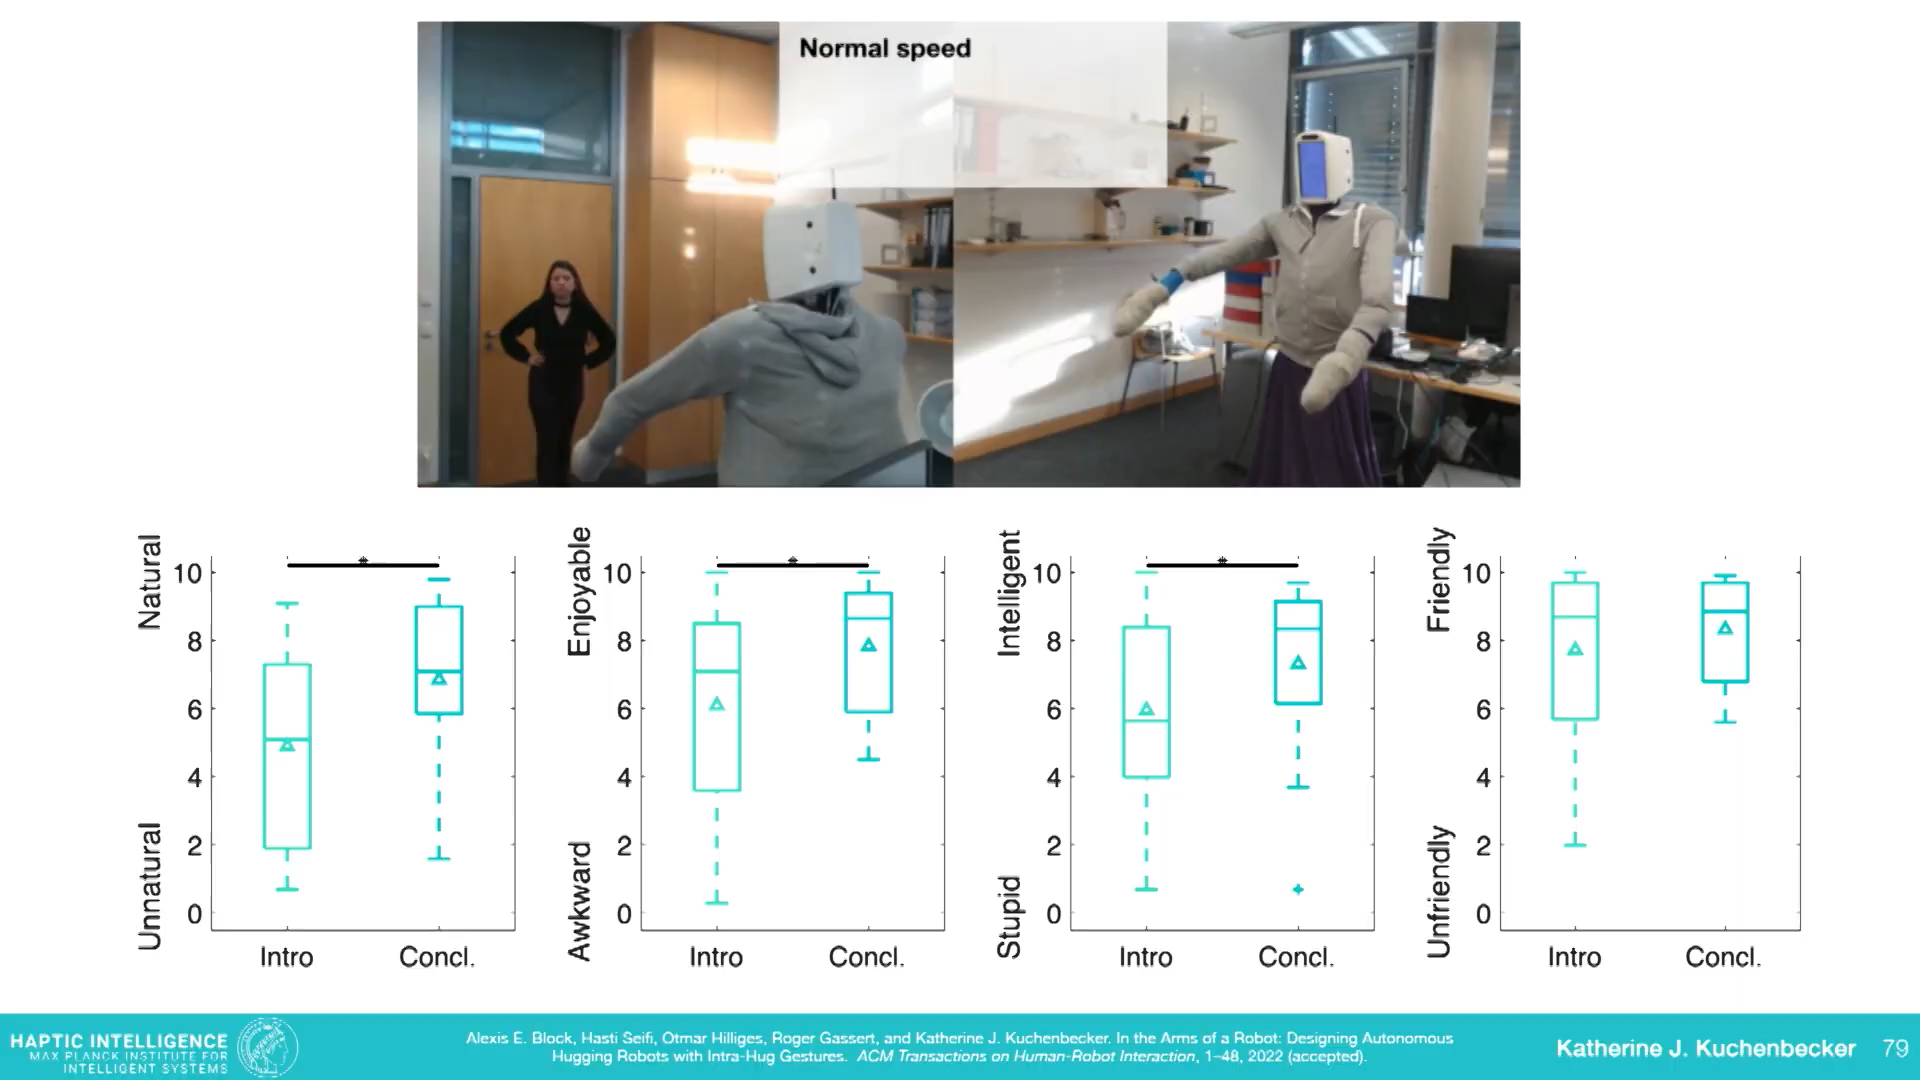 Normal speed
Natural
Unnatural
10
8
6
4
2
0
Intro
Concl.
*
Enjoyable
Awkward
10
8
6
4
2
0
Intro
Concl.
*
Intelligent
Stupid
10
8
6
4
2
0
Intro
Concl.
*
Friendly
Unfriendly
10
8
6
4
2
0
Intro
Concl.
HAPTIC INTELLIGENCE
MAX PLANCK INSTITUTE FOR
INTELLIGENT SYSTEMS
Alexis E. Block, Hasti Seifi, Otmar Hilliges, Roger Gassert, and Katherine J. Kuchenbecker. In the Arms of a Robot: Designing Autonomous
Hugging Robots with Intra-Hug Gestures. ACM Transactions on Human-Robot Interaction, 1–48, 2022 (accepted).
Katherine J. Kuchenbecker 79